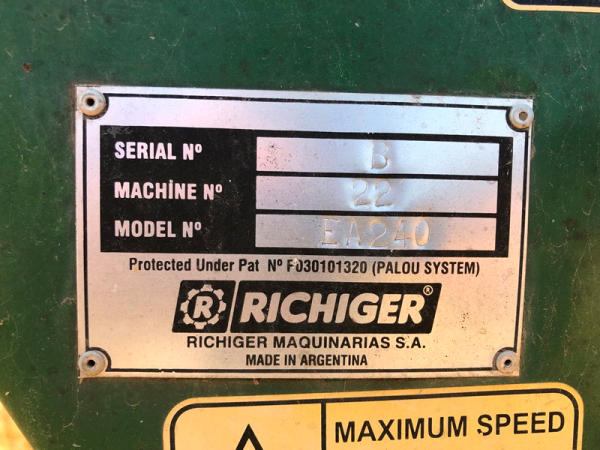 SERIAL Nº B
MACHINE Nº 22
MODEL Nº EA240
Protected Under Pat Nº F030101320 (PALOU SYSTEM)
R RICHIGER ®
RICHIGER MAQUINARIAS S.A.
MADE IN ARGENTINA
MAXIMUM SPEED